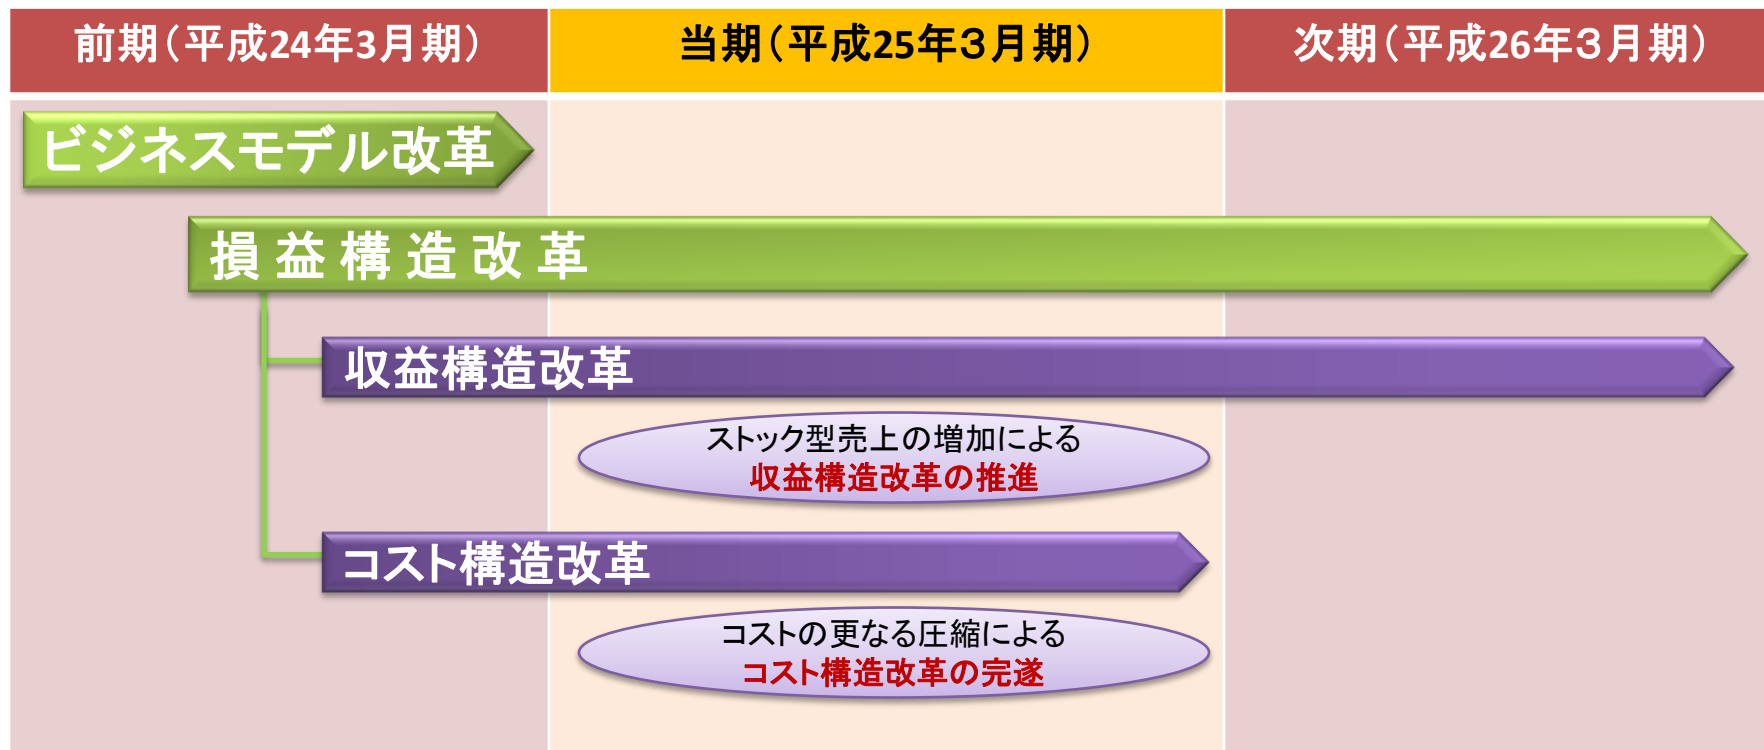 前期（平成24年3月期）
当期（平成25年３月期）
次期（平成26年３月期）
ビジネスモデル改革
損益構造改革
収益構造改革
ストック型売上の増加による
収益構造改革の推進
コスト構造改革
コストの更なる圧縮による
コスト構造改革の完遂